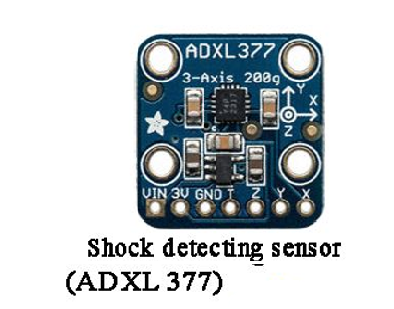 ADXL377
3-Axis 200g
Y
X
Z
VIN 3V GND T Z Y X
Shock detecting sensor
(ADXL 377)